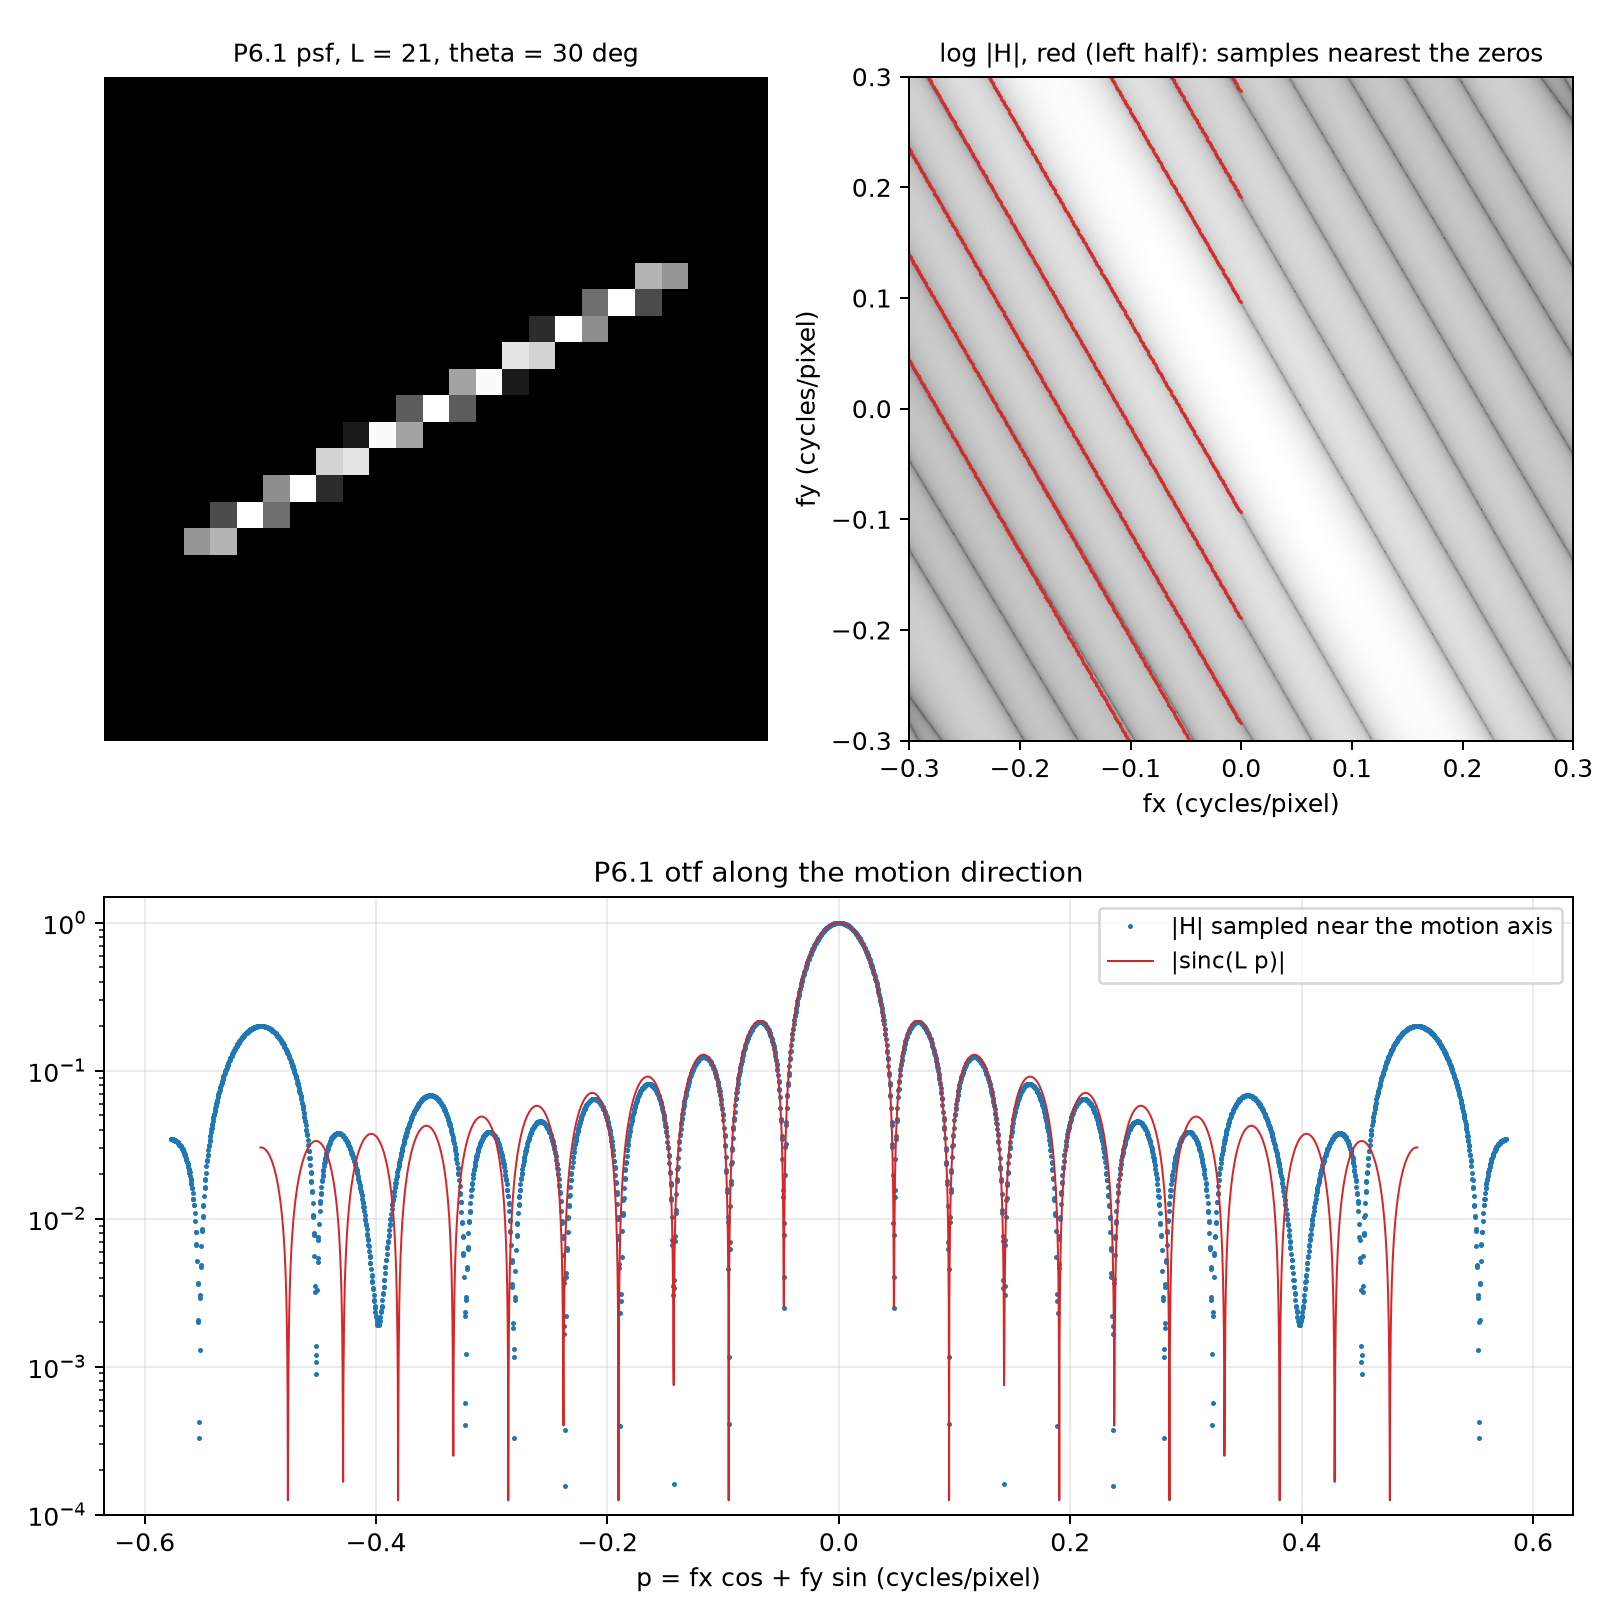 P6.1 psf, L = 21, theta = 30 deg
log |H|, red (left half): samples nearest the zeros
0.3
0.2
0.1
0.0
−0.1
−0.2
−0.3
fy (cycles/pixel)
−0.3 −0.2 −0.1 0.0 0.1 0.2 0.3
fx (cycles/pixel)
P6.1 otf along the motion direction
|H| sampled near the motion axis
|sinc(L p)|
10⁰
10⁻¹
10⁻²
10⁻³
10⁻⁴
−0.6 −0.4 −0.2 0.0 0.2 0.4 0.6
p = fx cos + fy sin (cycles/pixel)